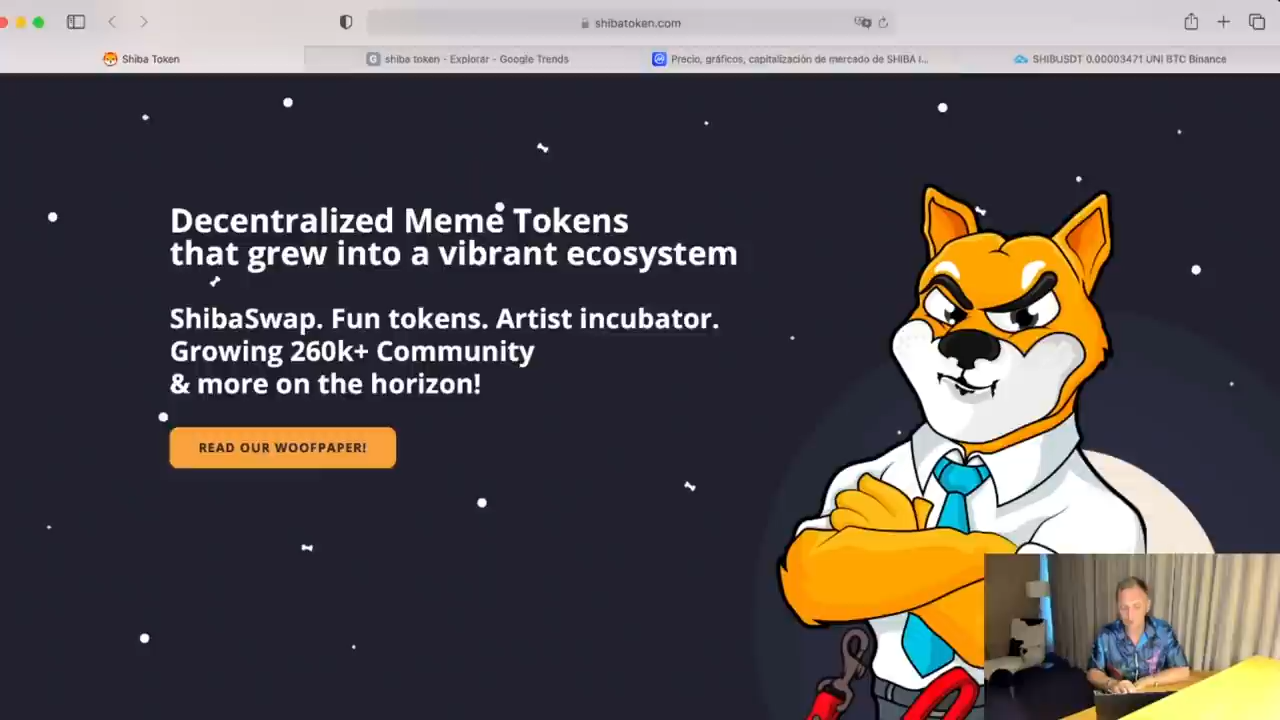 shibatoken.com
Shiba Token
shiba token - Explorar - Google Trends
Precio, gráficos, capitalización de mercado de SHIBA I...
SHIBUSDT 0.00003471 UNI BTC Binance
Decentralized Meme Tokens
that grew into a vibrant ecosystem
ShibaSwap. Fun tokens. Artist incubator.
Growing 260k+ Community
& more on the horizon!
READ OUR WOOFPAPER!